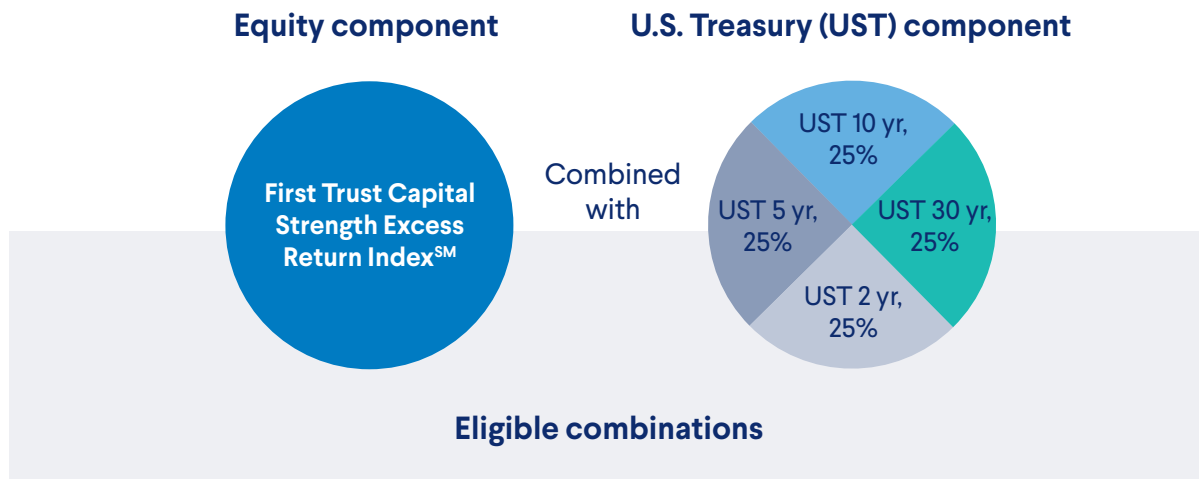 Equity component
U.S. Treasury (UST) component
First Trust Capital
Strength Excess
Return Index℠
Combined
with
UST 10 yr,
25%
UST 5 yr,
25%
UST 30 yr,
25%
UST 2 yr,
25%
Eligible combinations